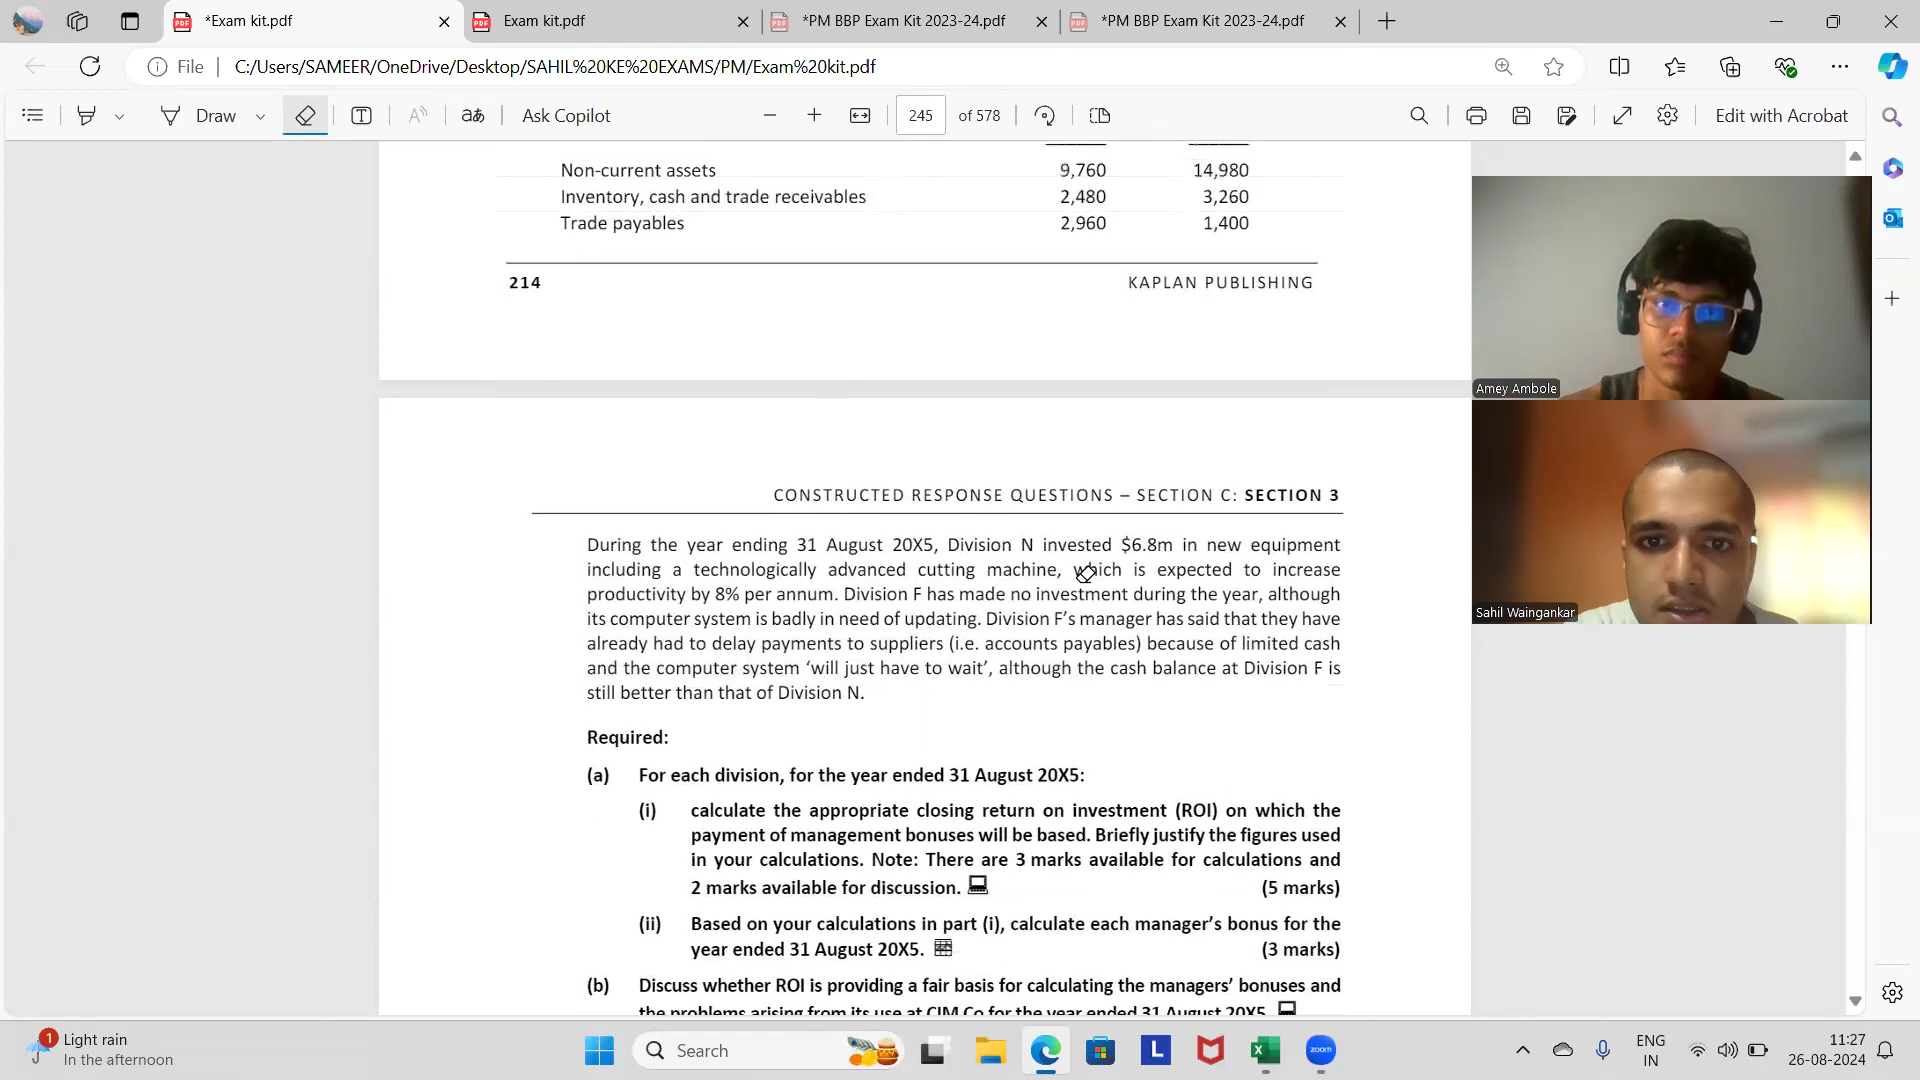 *Exam kit.pdf
Exam kit.pdf
*PM BBP Exam Kit 2023-24.pdf
*PM BBP Exam Kit 2023-24.pdf
File
C:/Users/SAMEER/OneDrive/Desktop/SAHIL%20KE%20EXAMS/PM/Exam%20kit.pdf
Draw
aあ
Ask Copilot
245 of 578
Edit with Acrobat
Non-current assets 9,760 14,980
Inventory, cash and trade receivables 2,480 3,260
Trade payables 2,960 1,400
214 KAPLAN PUBLISHING
CONSTRUCTED RESPONSE QUESTIONS – SECTION C: SECTION 3
During the year ending 31 August 20X5, Division N invested $6.8m in new equipment
including a technologically advanced cutting machine, which is expected to increase
productivity by 8% per annum. Division F has made no investment during the year, although
its computer system is badly in need of updating. Division F’s manager has said that they have
already had to delay payments to suppliers (i.e. accounts payables) because of limited cash
and the computer system ‘will just have to wait’, although the cash balance at Division F is
still better than that of Division N.
Required:
(a) For each division, for the year ended 31 August 20X5:
(i) calculate the appropriate closing return on investment (ROI) on which the
payment of management bonuses will be based. Briefly justify the figures used
in your calculations. Note: There are 3 marks available for calculations and
2 marks available for discussion. (5 marks)
(ii) Based on your calculations in part (i), calculate each manager’s bonus for the
year ended 31 August 20X5. (3 marks)
(b) Discuss whether ROI is providing a fair basis for calculating the managers’ bonuses and
the problems arising from its use at CIM Co for the year ended 31 August 20X5.
Amey Ambole
Sahil Waingankar
1
Light rain
In the afternoon
Search
L
zoom
ENG
IN
11:27
26-08-2024